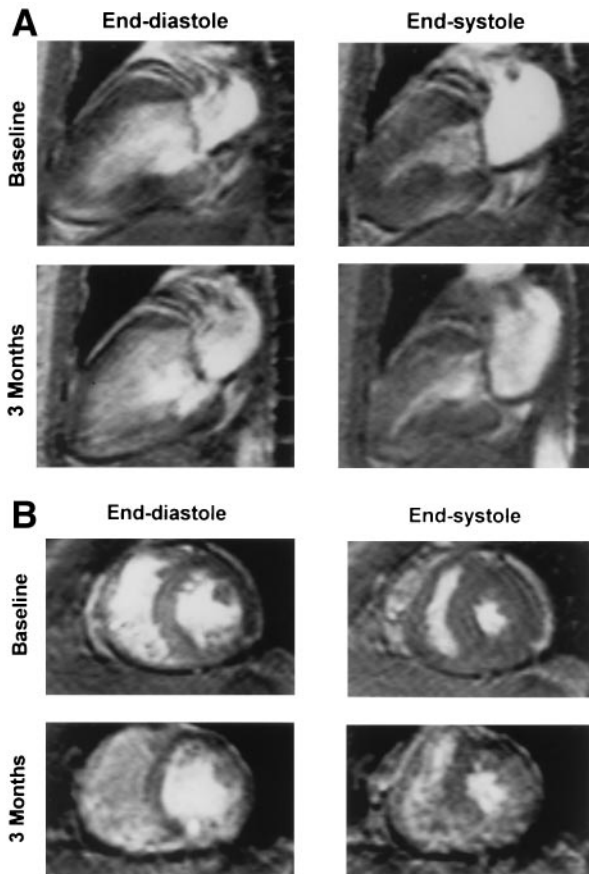 A
End-diastole
End-systole
Baseline
3 Months
B
End-diastole
End-systole
Baseline
3 Months